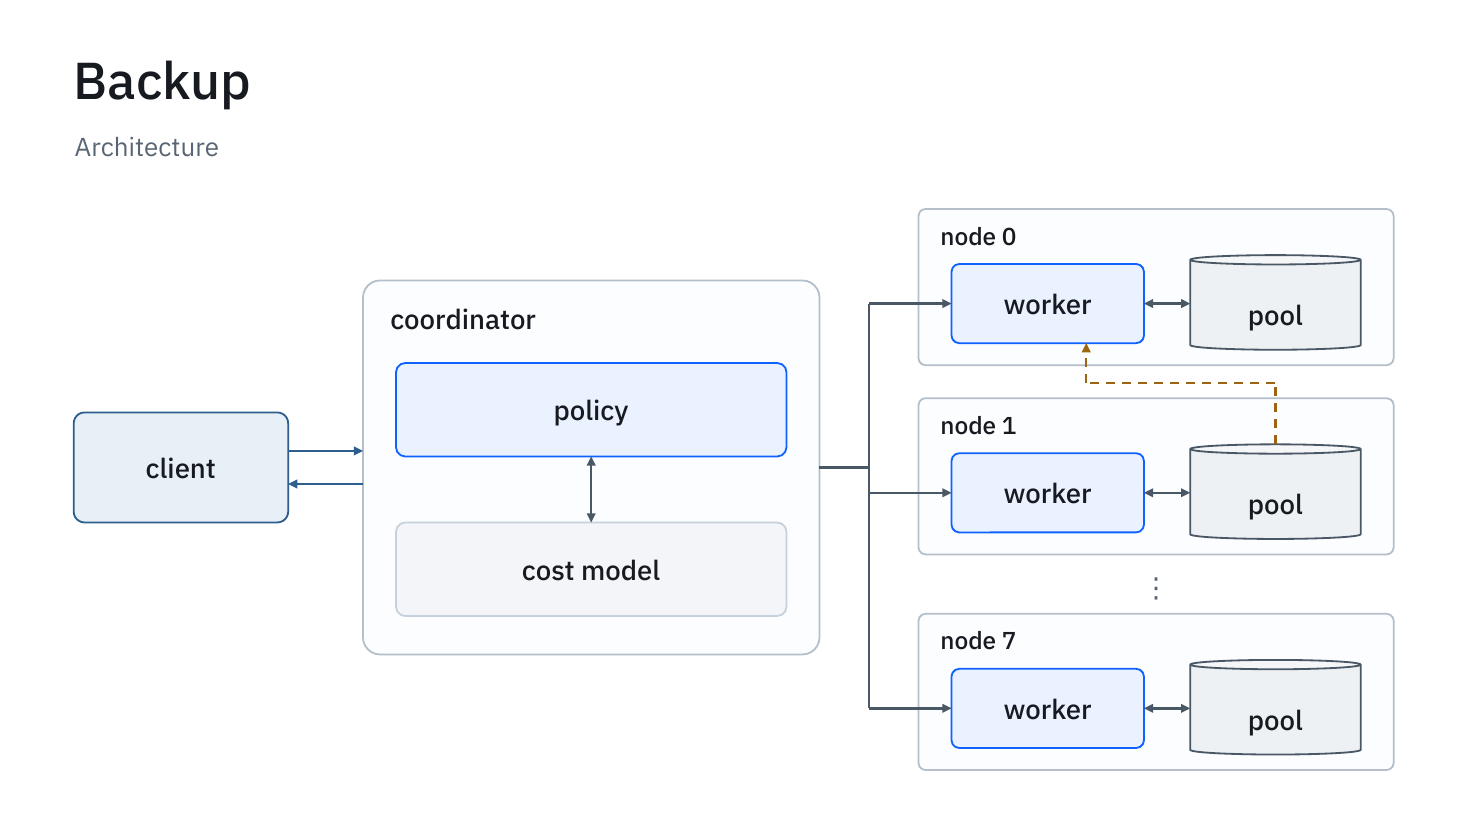 Backup
Architecture
client
coordinator
policy
cost model
node 0
worker
pool
node 1
worker
pool
⋮
node 7
worker
pool